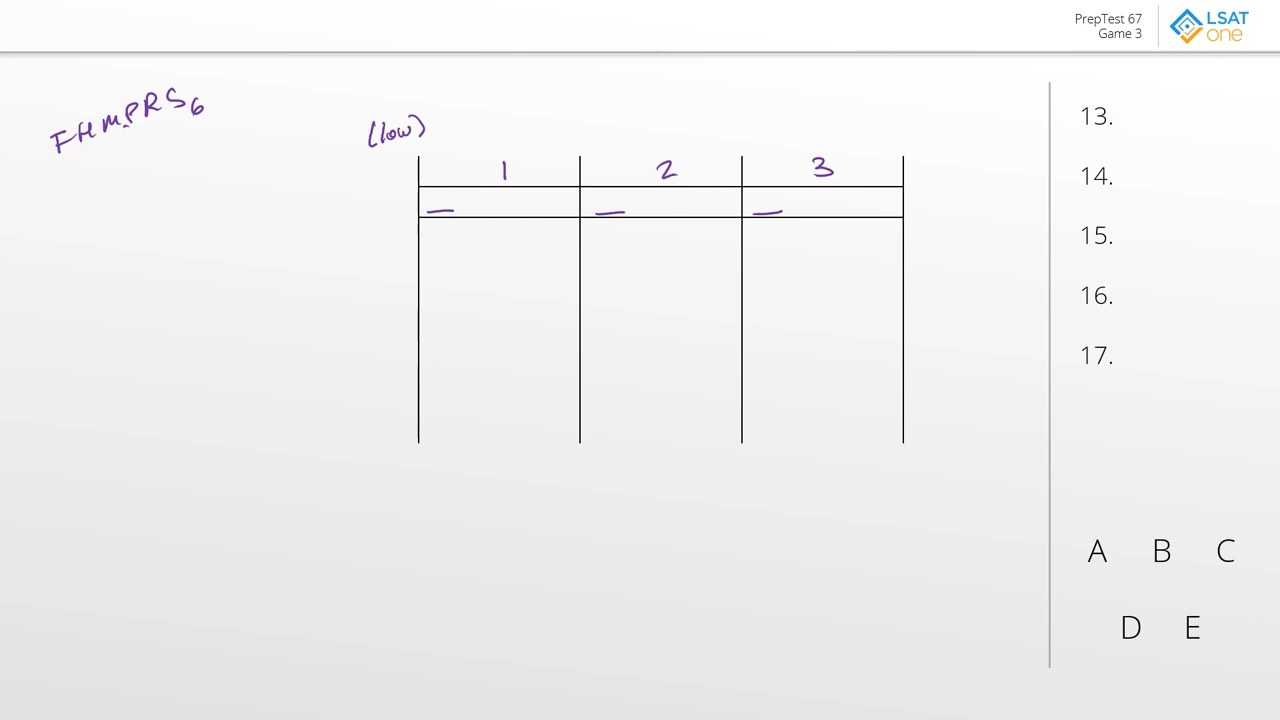 PrepTest 67
Game 3
LSAT
one
FHMPRS6
(low)
1 2 3
13.
14.
15.
16.
17.
A B C
D E